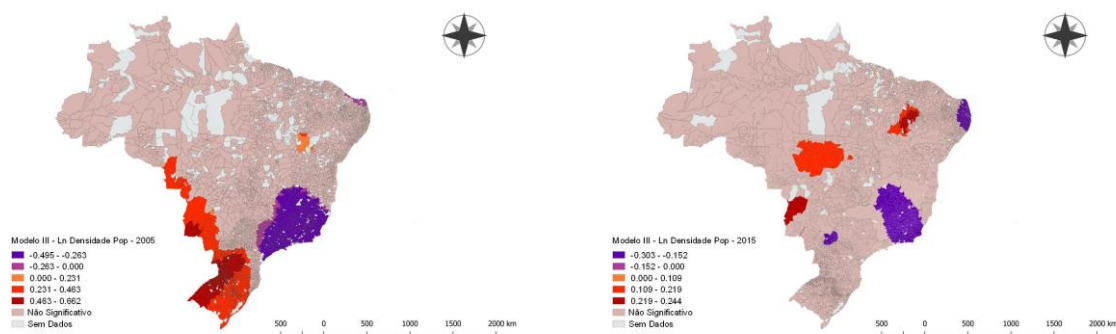 Modelo III - Ln Densidade Pop - 2005
-0.495 - -0.263
-0.263 - 0.000
0.000 - 0.231
0.231 - 0.463
0.463 - 0.662
Não Significativo
Sem Dados
500 0 500 1000 1500 2000 km
Modelo III - Ln Densidade Pop - 2015
-0.303 - -0.152
-0.152 - 0.000
0.000 - 0.109
0.109 - 0.219
0.219 - 0.244
Não Significativo
Sem Dados
500 0 500 1000 1500 2000 km